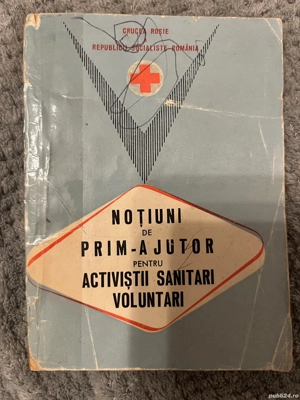 CRUCEA ROȘIE
REPUBLICII SOCIALISTE ROMÂNIA
NOȚIUNI
DE
PRIM-AJUTOR
PENTRU
ACTIVIȘTII SANITARI
VOLUNTARI
publi24.ro